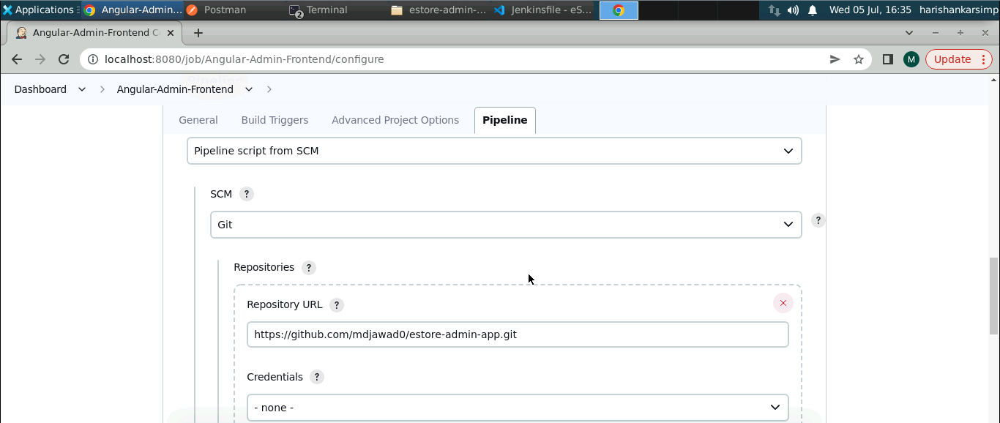 Applications Angular-Admin... Postman 2 Terminal estore-admin-... Jenkinsfile - eS... Wed 05 Jul, 16:35 harishankarsimp
Angular-Admin-Frontend C
localhost:8080/job/Angular-Admin-Frontend/configure M Update
Dashboard Angular-Admin-Frontend
General Build Triggers Advanced Project Options Pipeline
Pipeline script from SCM
SCM ?
Git ?
Repositories ?
Repository URL ?
https://github.com/mdjawad0/estore-admin-app.git
Credentials ?
- none -